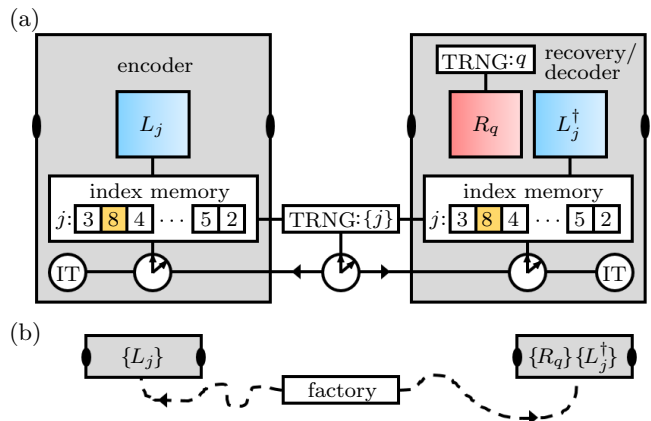 (a)
encoder
L_j
index memory
j: 3 8 4 ··· 5 2
IT
TRNG:{j}
TRNG:q
recovery/
decoder
R_q
L_j^†
index memory
j: 3 8 4 ··· 5 2
IT
(b)
{L_j}
factory
{R_q}{L_j^†}